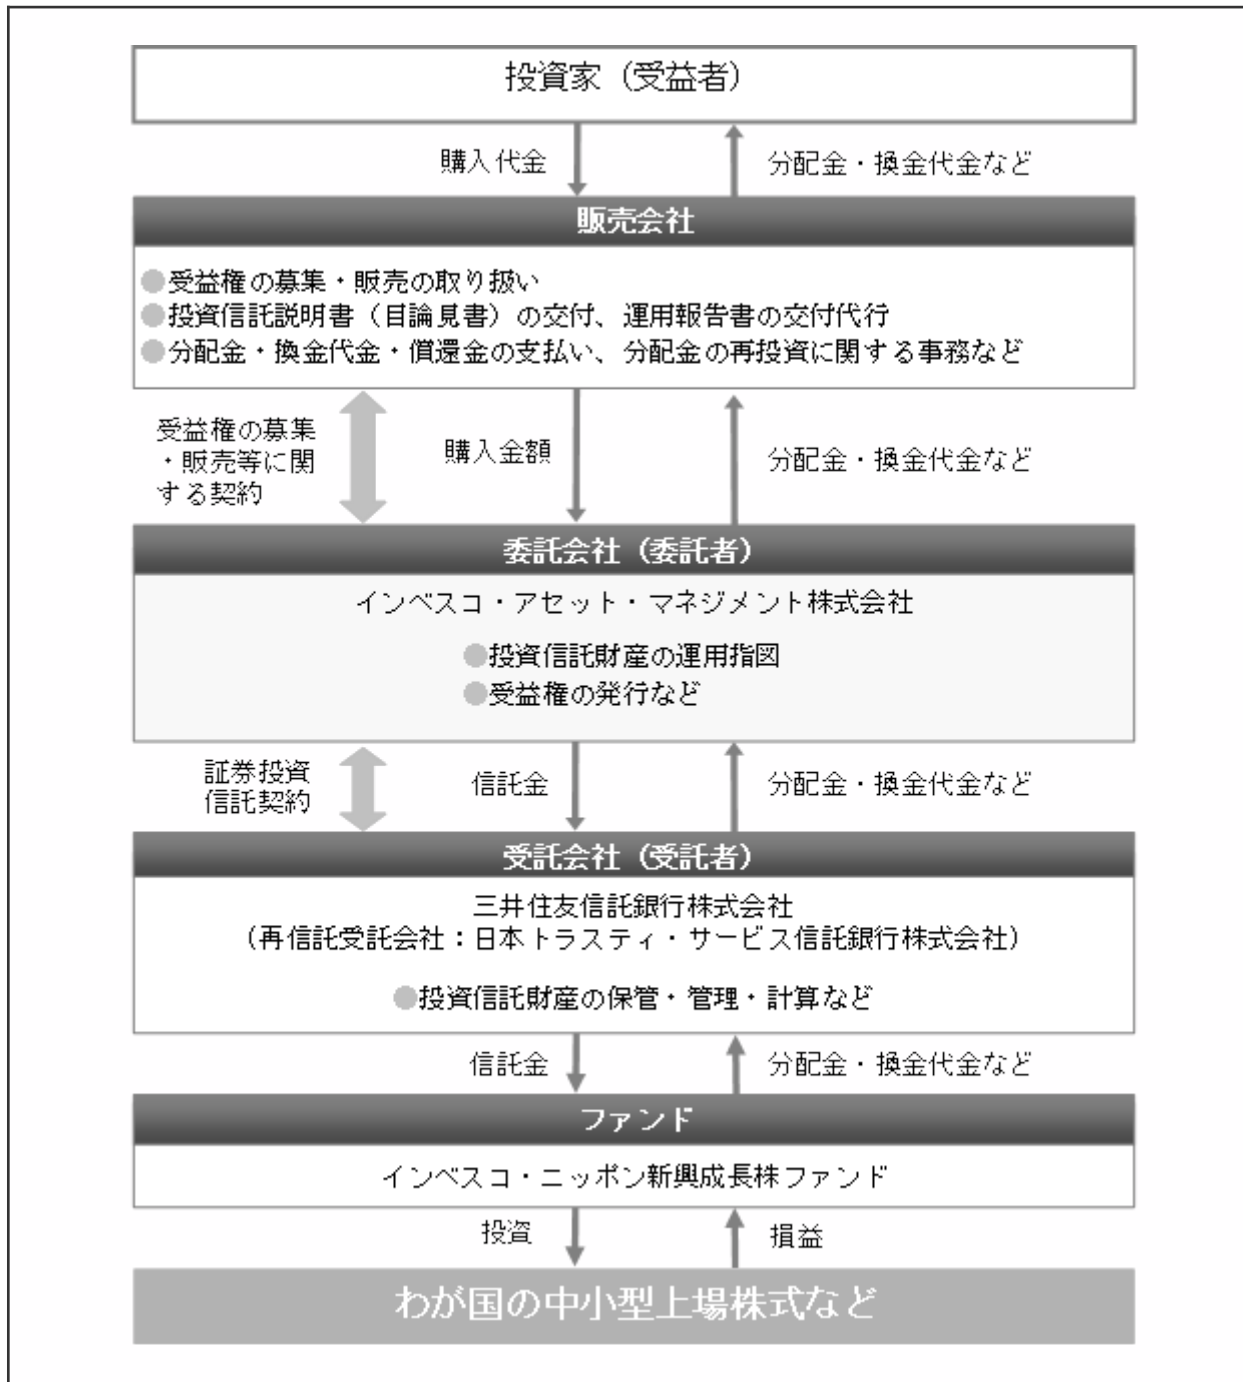 投資家（受益者）
購入代金
分配金・換金代金など
販売会社
●受益権の募集・販売の取り扱い
●投資信託説明書（目論見書）の交付、運用報告書の交付代行
●分配金・換金代金・償還金の支払い、分配金の再投資に関する事務など
受益権の募集
・販売等に関
する契約
購入金額
分配金・換金代金など
委託会社（委託者）
インベスコ・アセット・マネジメント株式会社
●投資信託財産の運用指図
●受益権の発行など
証券投資
信託契約
信託金
分配金・換金代金など
受託会社（受託者）
三井住友信託銀行株式会社
（再信託受託会社：日本トラスティ・サービス信託銀行株式会社）
●投資信託財産の保管・管理・計算など
信託金
分配金・換金代金など
ファンド
インベスコ・ニッポン新興成長株ファンド
投資
損益
わが国の中小型上場株式など